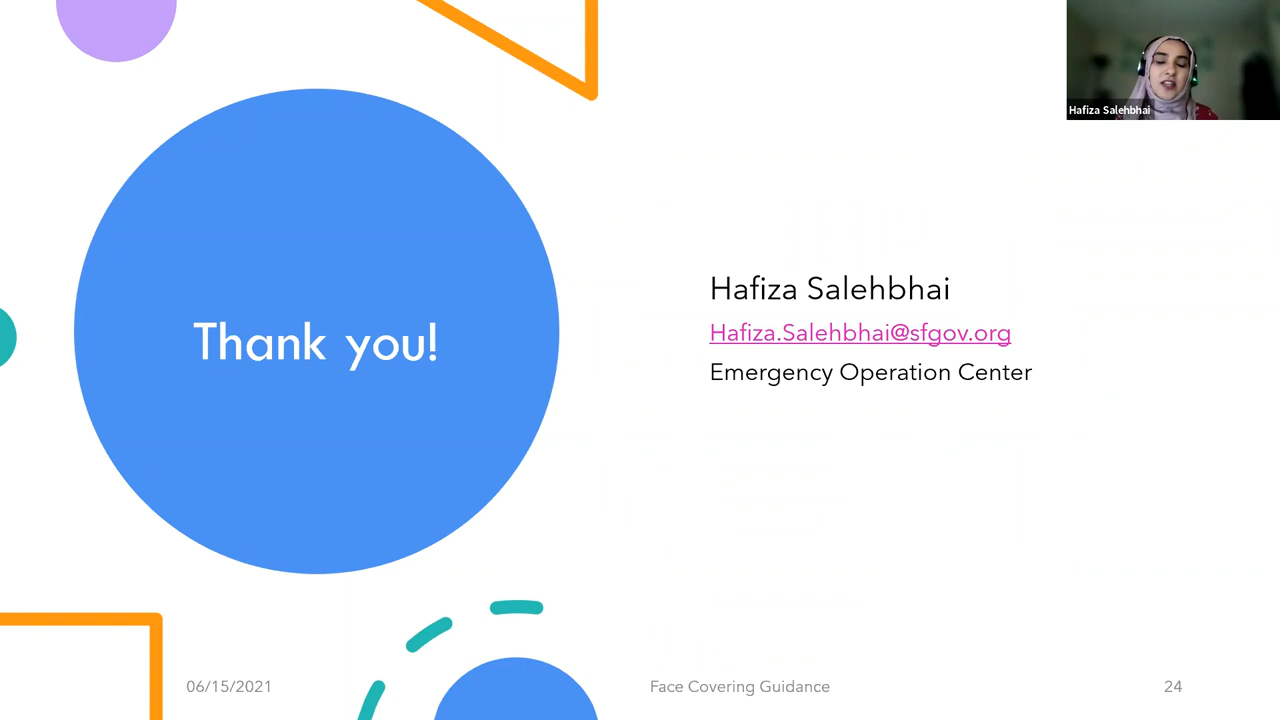 Hafiza Salehbhai
Thank you!
Hafiza Salehbhai
Hafiza.Salehbhai@sfgov.org
Emergency Operation Center
06/15/2021
Face Covering Guidance
24